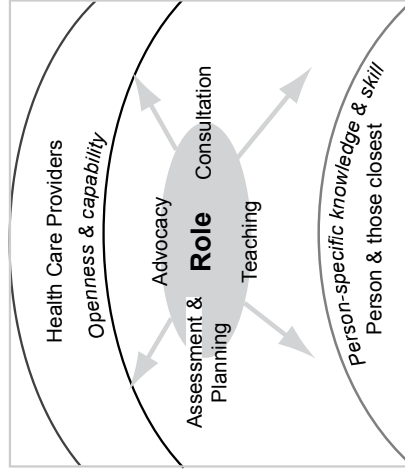 Health Care Providers
Openness & capability
Advocacy
Assessment &
Planning
Role
Consultation
Teaching
Person-specific knowledge & skill
Person & those closest